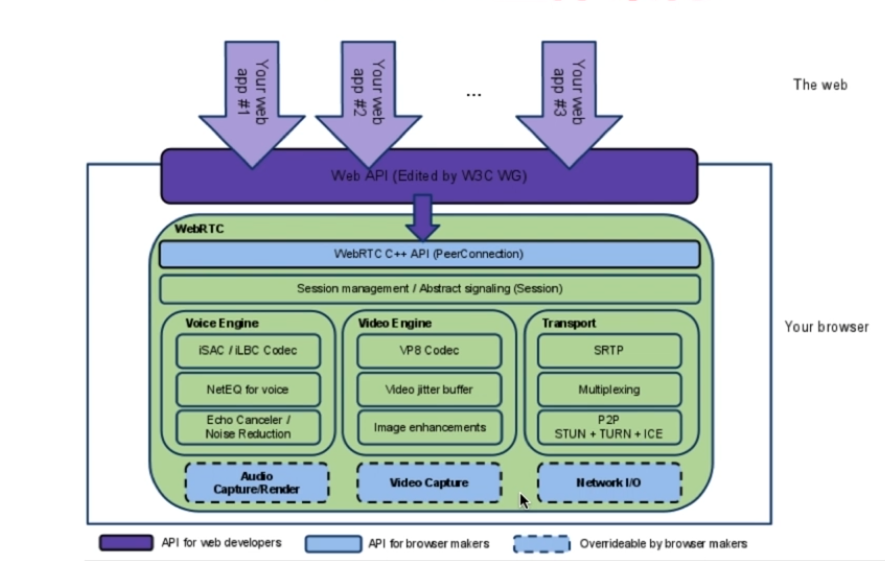 Your web
app #1
Your web
app #2
...
Your web
app #3
The web
Web API (Edited by W3C WG)
WebRTC
WebRTC C++ API (PeerConnection)
Session management / Abstract signaling (Session)
Your browser
Voice Engine
iSAC / iLBC Codec
NetEQ for voice
Echo Canceler /
Noise Reduction
Video Engine
VP8 Codec
Video jitter buffer
Image enhancements
Transport
SRTP
Multiplexing
P2P
STUN + TURN + ICE
Audio
Capture/Render
Video Capture
Network I/O
API for web developers
API for browser makers
Overrideable by browser makers